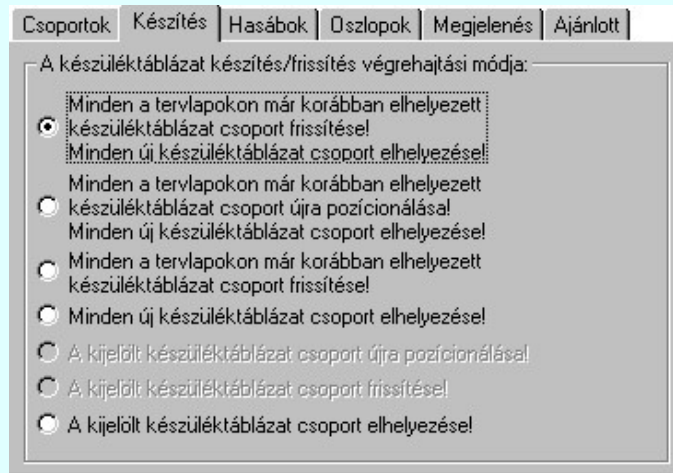 Csoportok Készítés Hasábok Oszlopok Megjelenés Ajánlott
A készüléktáblázat készítés/frissítés végrehajtási módja:
Minden a tervlapokon már korábban elhelyezett
készüléktáblázat csoport frissítése!
Minden új készüléktáblázat csoport elhelyezése!
Minden a tervlapokon már korábban elhelyezett
készüléktáblázat csoport újra pozícionálása!
Minden új készüléktáblázat csoport elhelyezése!
Minden a tervlapokon már korábban elhelyezett
készüléktáblázat csoport frissítése!
Minden új készüléktáblázat csoport elhelyezése!
A kijelölt készüléktáblázat csoport újra pozícionálása!
A kijelölt készüléktáblázat csoport frissítése!
A kijelölt készüléktáblázat csoport elhelyezése!